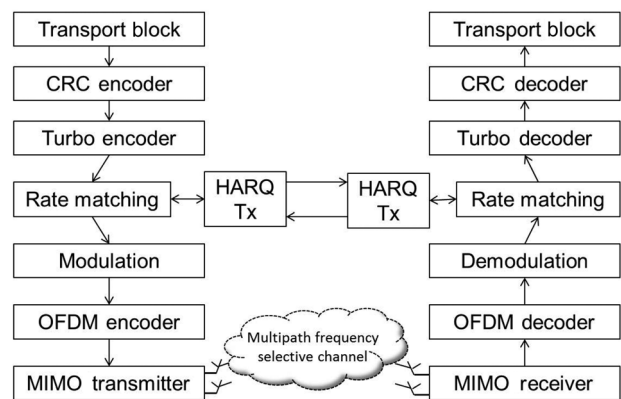 Transport block
CRC encoder
Turbo encoder
Rate matching
HARQ
Tx
Modulation
OFDM encoder
MIMO transmitter
Multipath frequency
selective channel
Transport block
CRC decoder
Turbo decoder
HARQ
Tx
Rate matching
Demodulation
OFDM decoder
MIMO receiver